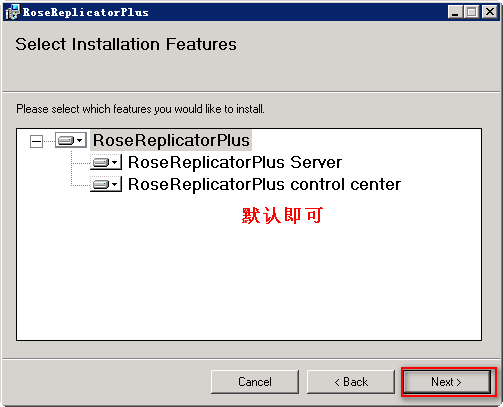 RoseReplicatorPlus
Select Installation Features
Please select which features you would like to install.
RoseReplicatorPlus
RoseReplicatorPlus Server
RoseReplicatorPlus control center
默认即可
Cancel
< Back
Next >